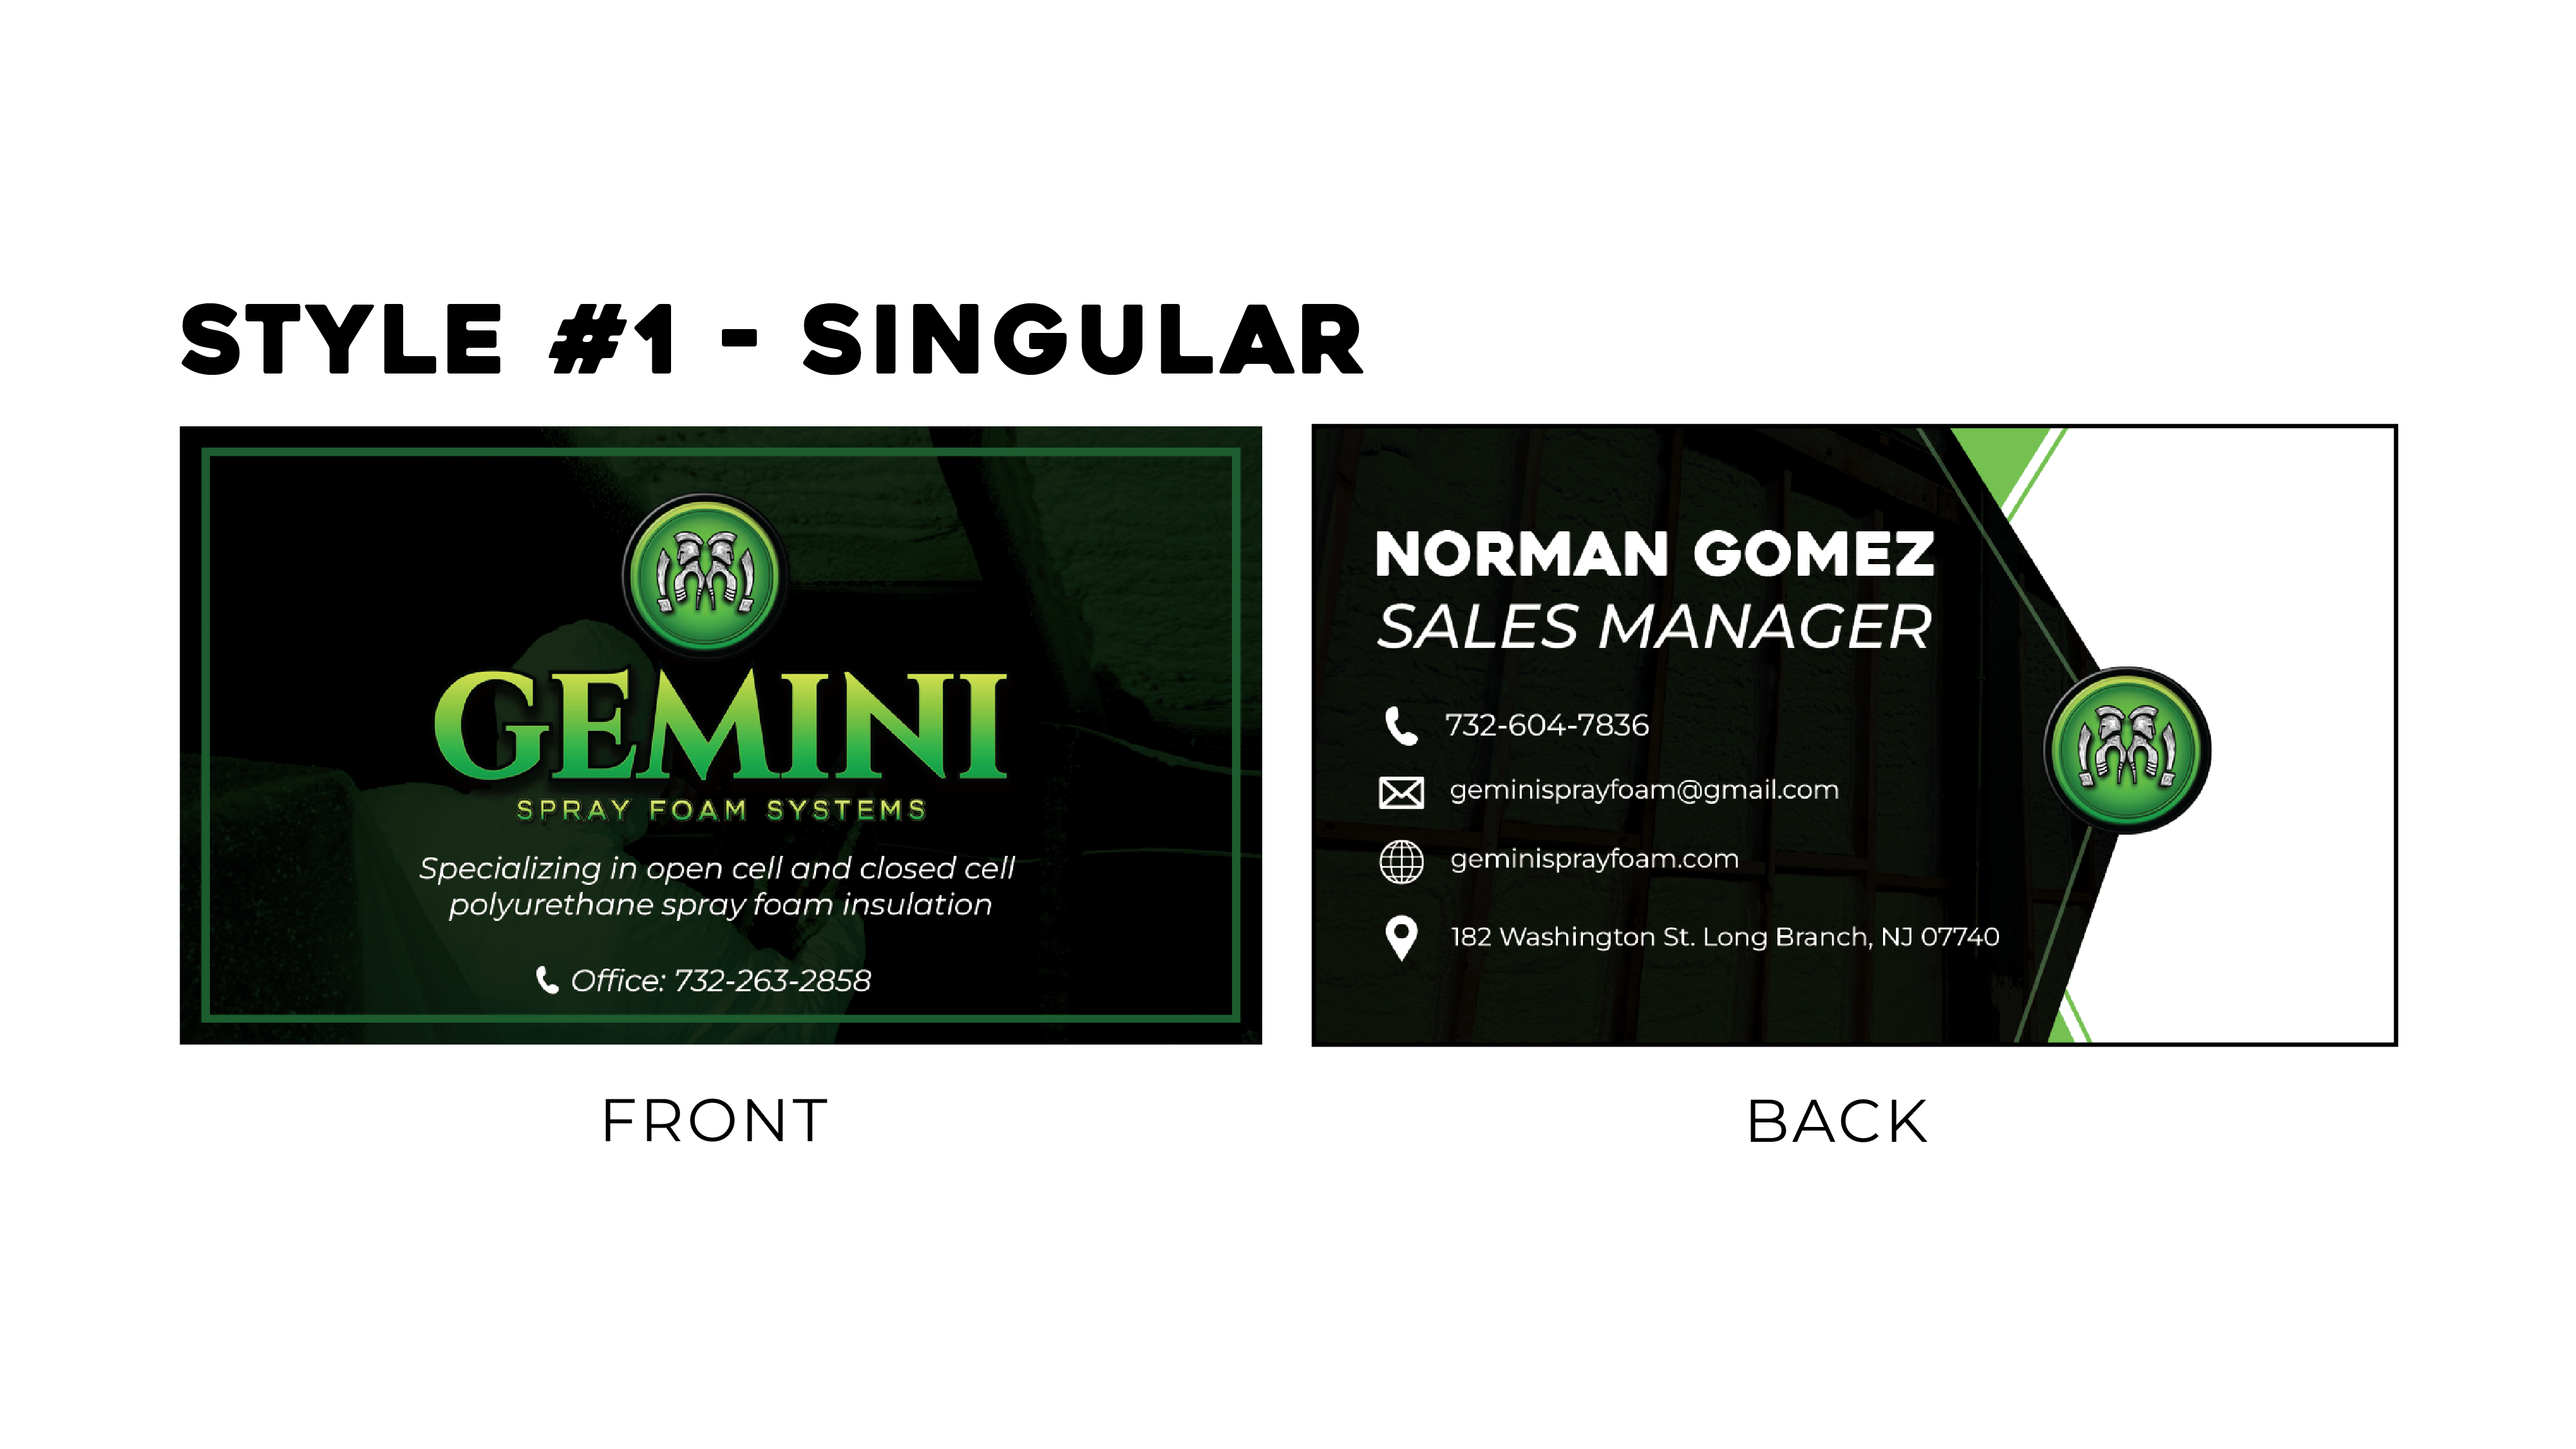 STYLE #1 - SINGULAR
GEMINI
SPRAY FOAM SYSTEMS
Specializing in open cell and closed cell
polyurethane spray foam insulation
Office: 732-263-2858
FRONT
NORMAN GOMEZ
SALES MANAGER
732-604-7836
geminisprayfoam@gmail.com
geminisprayfoam.com
182 Washington St. Long Branch, NJ 07740
BACK